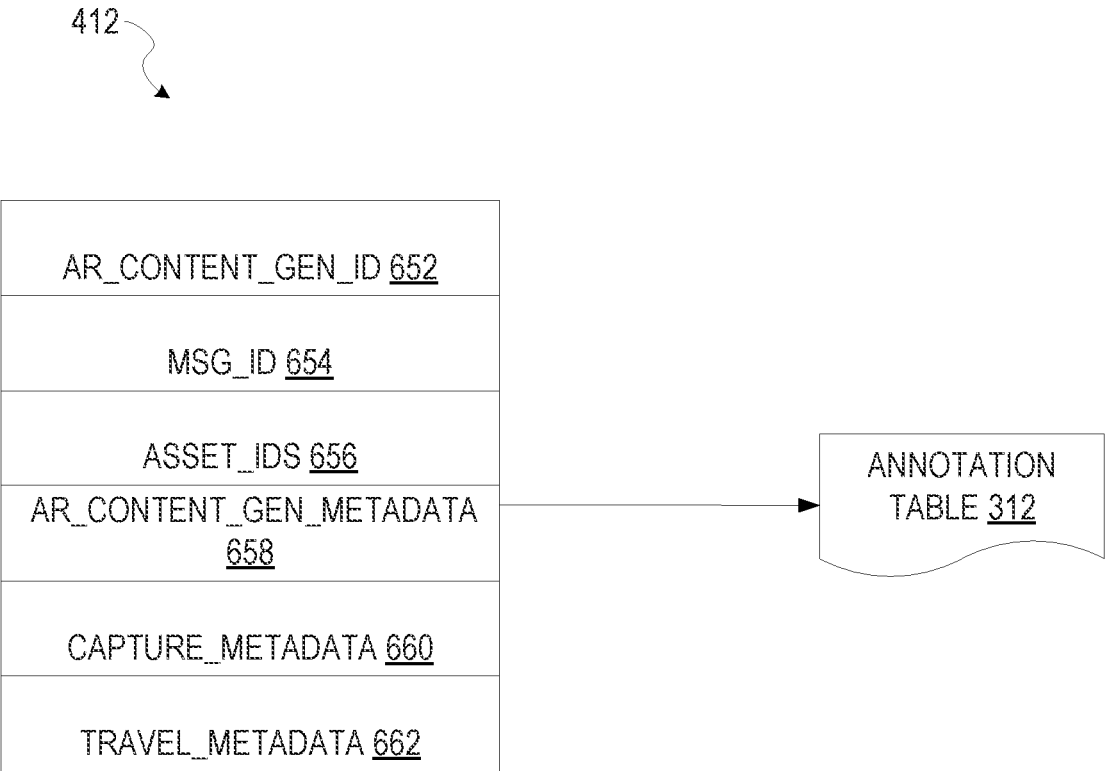 412
AR_CONTENT_GEN_ID 652
MSG_ID 654
ASSET_IDS 656
AR_CONTENT_GEN_METADATA
658
CAPTURE_METADATA 660
TRAVEL_METADATA 662
ANNOTATION
TABLE 312